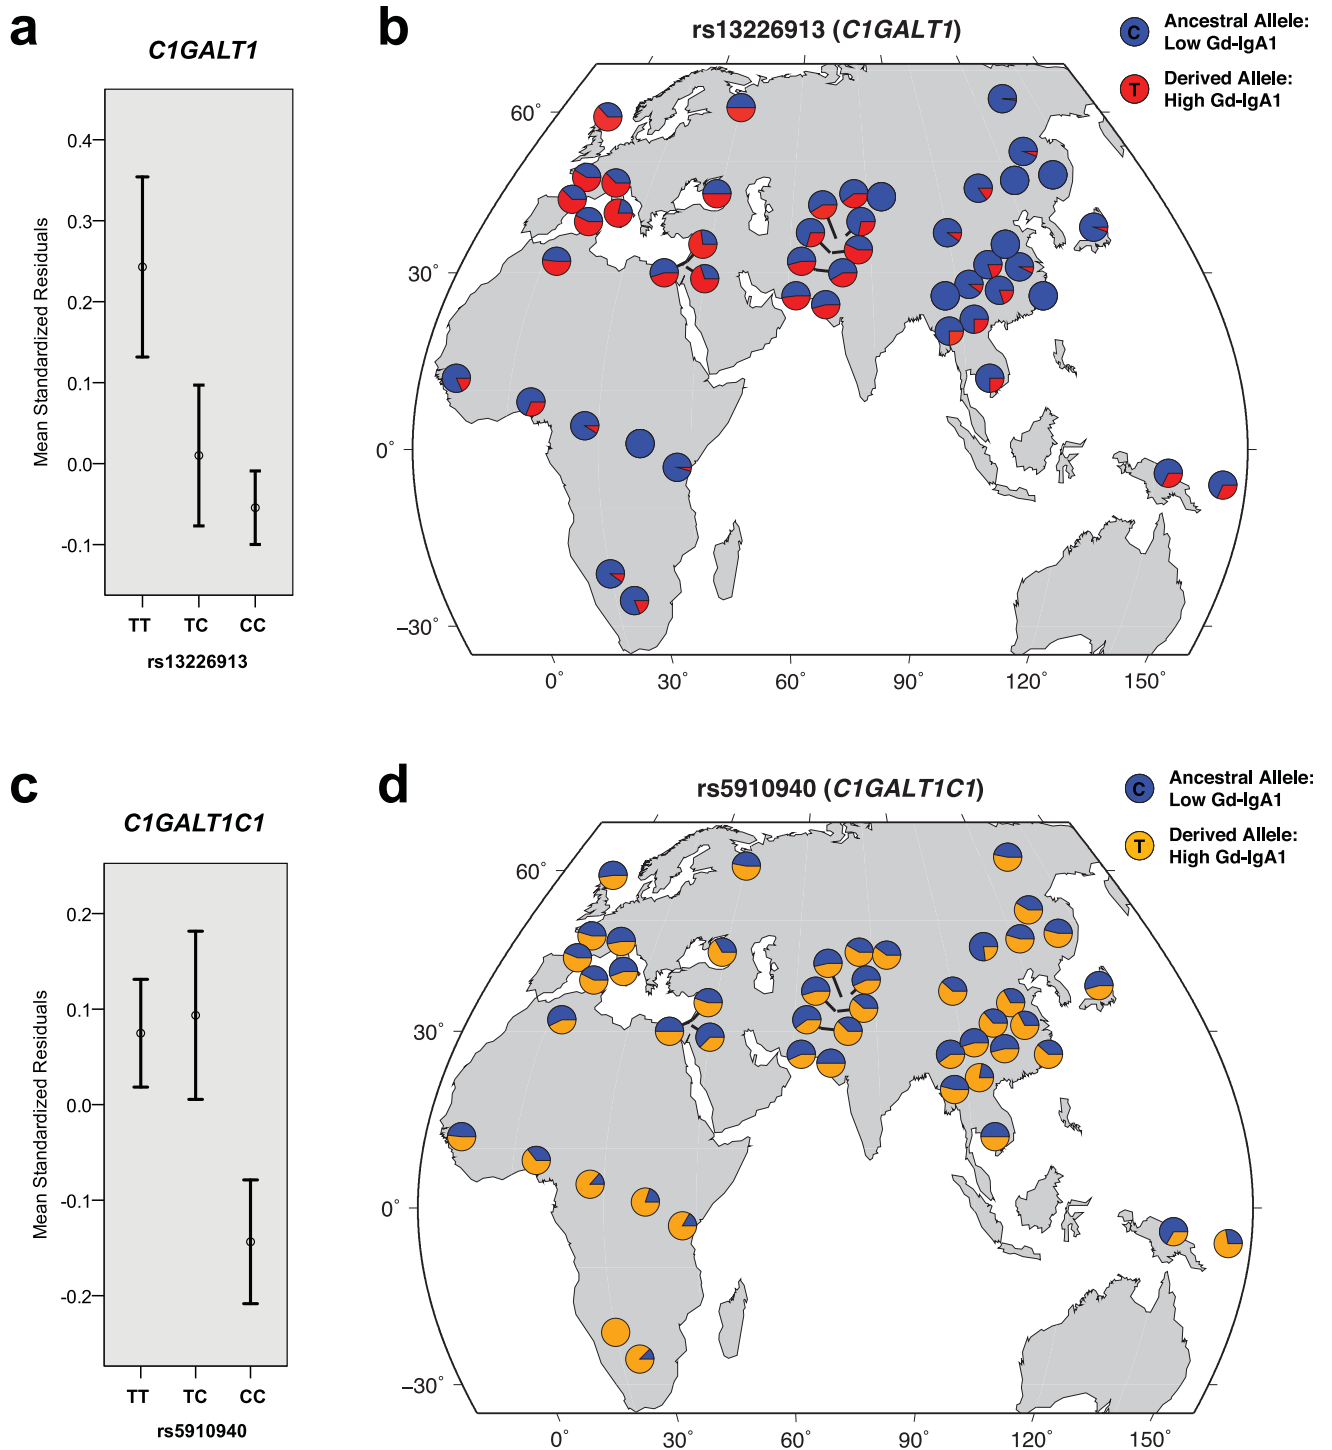 a
C1GALT1
Mean Standardized Residuals
0.4
0.3
0.2
0.1
0.0
-0.1
TT TC CC
rs13226913
b
rs13226913 (C1GALT1)
C Ancestral Allele:
Low Gd-IgA1
T Derived Allele:
High Gd-IgA1
60°
30°
0°
−30°
0° 30° 60° 90° 120° 150°
c
C1GALT1C1
Mean Standardized Residuals
0.2
0.1
0.0
-0.1
-0.2
TT TC CC
rs5910940
d
rs5910940 (C1GALT1C1)
C Ancestral Allele:
Low Gd-IgA1
T Derived Allele:
High Gd-IgA1
60°
30°
0°
−30°
0° 30° 60° 90° 120° 150°